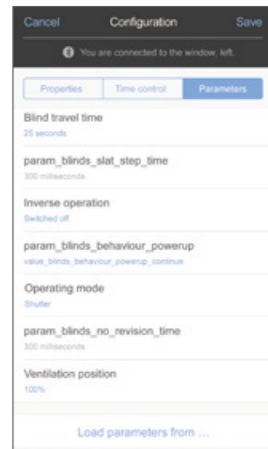 Cancel Configuration Save
You are connected to the window, left.
Properties Time control Parameters
Blind travel time
25 seconds
param_blinds_slat_step_time
300 milliseconds
Inverse operation
Switched off
param_blinds_behaviour_powerup
value_blinds_behaviour_powerup_continue
Operating mode
Shutter
param_blinds_no_revision_time
300 milliseconds
Ventilation position
100%
Load parameters from ...